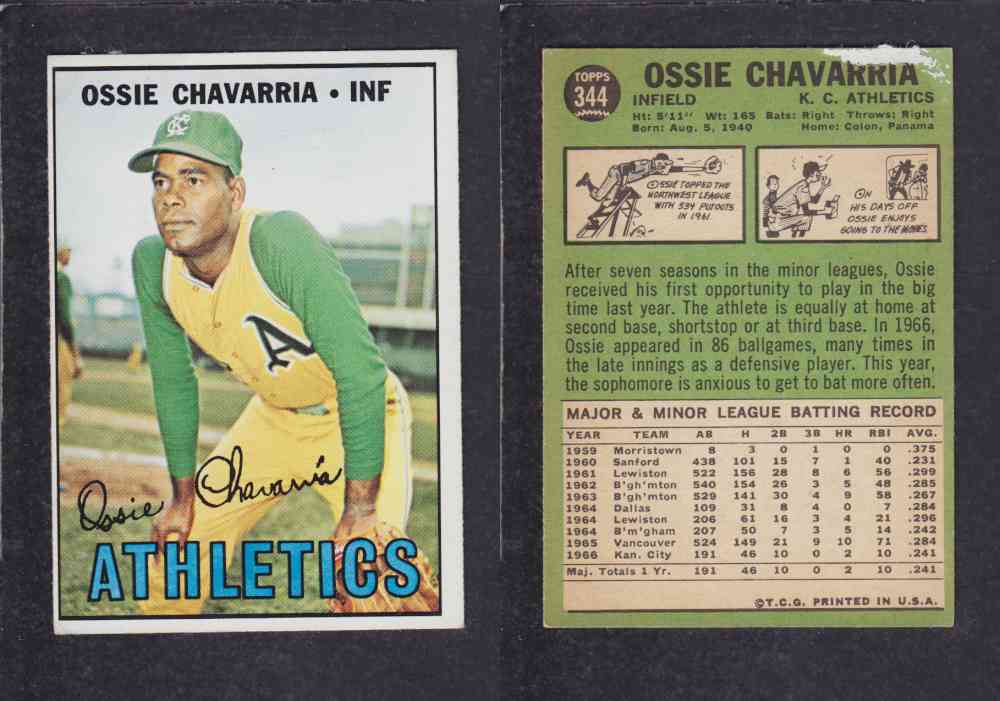 OSSIE CHAVARRIA • INF
KC
A
Ossie Chavarria
ATHLETICS
TOPPS
344
OSSIE CHAVARRIA
INFIELD K. C. ATHLETICS
Ht: 5'11" Wt: 165 Bats: Right Throws: Right
Born: Aug. 5, 1940 Home: Colon, Panama
OSSIE TOPPED THE
NORTHWEST LEAGUE
WITH 534 PUTOUTS
IN 1961.
ON
HIS DAYS OFF
OSSIE ENJOYS
GOING TO THE MOVIES.
After seven seasons in the minor leagues, Ossie
received his first opportunity to play in the big
time last year. The athlete is equally at home at
second base, shortstop or at third base. In 1966,
Ossie appeared in 86 ballgames, many times in
the late innings as a defensive player. This year,
the sophomore is anxious to get to bat more often.
MAJOR & MINOR LEAGUE BATTING RECORD
YEAR TEAM AB H 2B 3B HR RBI AVG.
1959 Morristown 8 3 0 1 0 0 .375
1960 Sanford 438 101 15 7 1 40 .231
1961 Lewiston 522 156 28 8 6 56 .299
1962 B'gh'mton 540 154 26 3 5 48 .285
1963 B'gh'mton 529 141 30 4 9 58 .267
1964 Dallas 109 31 8 4 0 7 .284
1964 Lewiston 206 61 16 3 4 21 .296
1964 B'm'gham 207 50 7 3 5 14 .242
1965 Vancouver 524 149 21 9 10 71 .284
1966 Kan. City 191 46 10 0 2 10 .241
Maj. Totals 1 Yr. 191 46 10 0 2 10 .241
©T.C.G. PRINTED IN U.S.A.